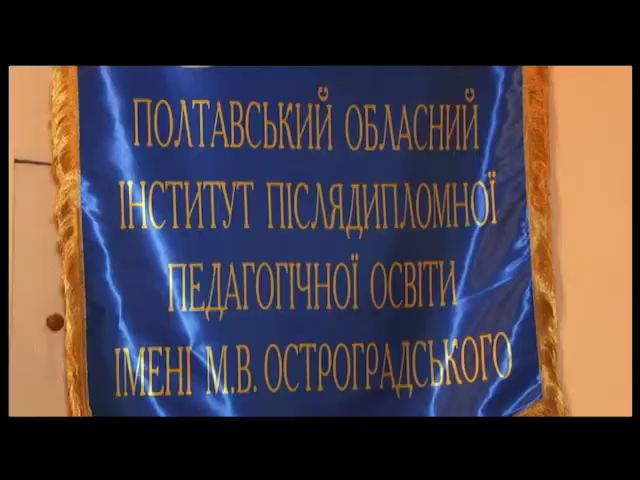 ПОЛТАВСЬКИЙ ОБЛАСНИЙ
ІНСТИТУТ ПІСЛЯДИПЛОМНОЇ
ПЕДАГОГІЧНОЇ ОСВІТИ
ІМЕНІ М.В. ОСТРОГРАДСЬКОГО